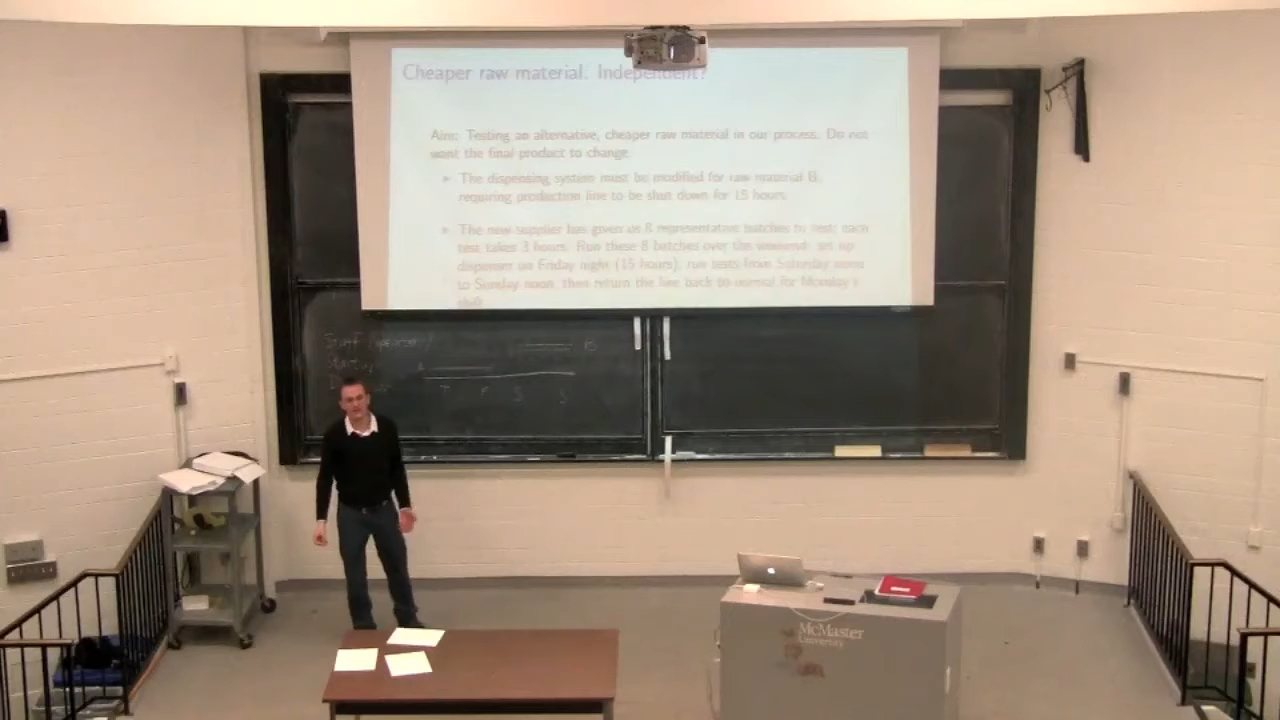 Cheaper raw material. Independent?
Aim: Testing an alternative, cheaper raw material in our process. Do not
want the final product to change.
The dispensing system must be modified for raw material B,
requiring production line to be shut down for 15 hours.
The new supplier has given us 8 representative batches to test; each
test takes 3 hours. Run these 8 batches over the weekend: set up
dispenser on Friday night (15 hours), run tests from Saturday noon
to Sunday noon, then return the line back to normal for Monday's
shift.
Staff
B
A
T F S S
McMaster
University